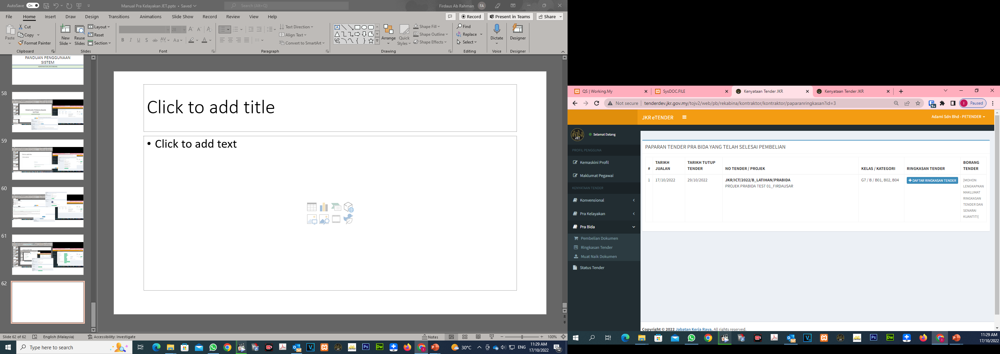 AutoSave On Manual Pra Kelayakan JET.pptx • Saved Search (Alt+Q) Firdaus Ab Rahman FA
File Home Insert Draw Design Transitions Animations Slide Show Record Review View Help Record Present in Teams Share
Paste
Cut
Copy
Format Painter
Clipboard
New Slide
Reuse Slides
Layout
Reset
Section
Slides
28
Font
Text Direction
Align Text
Convert to SmartArt
Paragraph
Arrange
Quick Styles
Shape Fill
Shape Outline
Shape Effects
Drawing
Find
Replace
Select
Editing
Dictate
Voice
Designer
Designer
PANDUAN PENGGUNAAN
SISTEM
58
PANDUAN PENGGUNAAN
SISTEM
59
60
61
62
Click to add title
• Click to add text
Slide 62 of 62 English (Malaysia) Accessibility: Investigate Notes 100%
Type here to search 30°C ENG 11:29 AM
17/10/2022 12
QS | Working.My SysDOC.FILE Kenyataan Tender JKR Kenyataan Tender JKR
Not secure tenderdev.jkr.gov.my/tojv2/web/pb/rekabina/kontraktor/kontraktor/paparanringkasan?id=3 9+ I Paused
JKR eTENDER Adami Sdn Bhd - PETENDER
Selamat Datang
PROFIL PENGGUNA
Kemaskini Profil
Maklumat Pegawai
KENYATAAN TENDER
Konvensional
Pra Kelayakan
Pra Bida
Pembelian Dokumen
Ringkasan Tender
Muat Naik Dokumen
Status Tender
PAPARAN TENDER PRA BIDA YANG TELAH SELESAI PEMBELIAN
# TARIKH JUALAN TARIKH TUTUP TENDER NO TENDER / PROJEK KELAS / KATEGORI RINGKASAN TENDER BORANG TENDER
1 17/10/2022 29/10/2022 JKR/ICT/2022/B_LATIHAN/PRABIDA G7 / B / B01, B02, B04 DAFTAR RINGKASAN TENDER [MOHON
PROJEK PRABIDA TEST 01_FIRDAUSAR LENGKAPKAN
MAKLUMAT
RINGKASAN
TENDER DAN
SENARAI
KUANTITI]
Copyright © 2022 Jabatan Kerja Raya. All rights reserved.
11:29 AM
17/10/2022